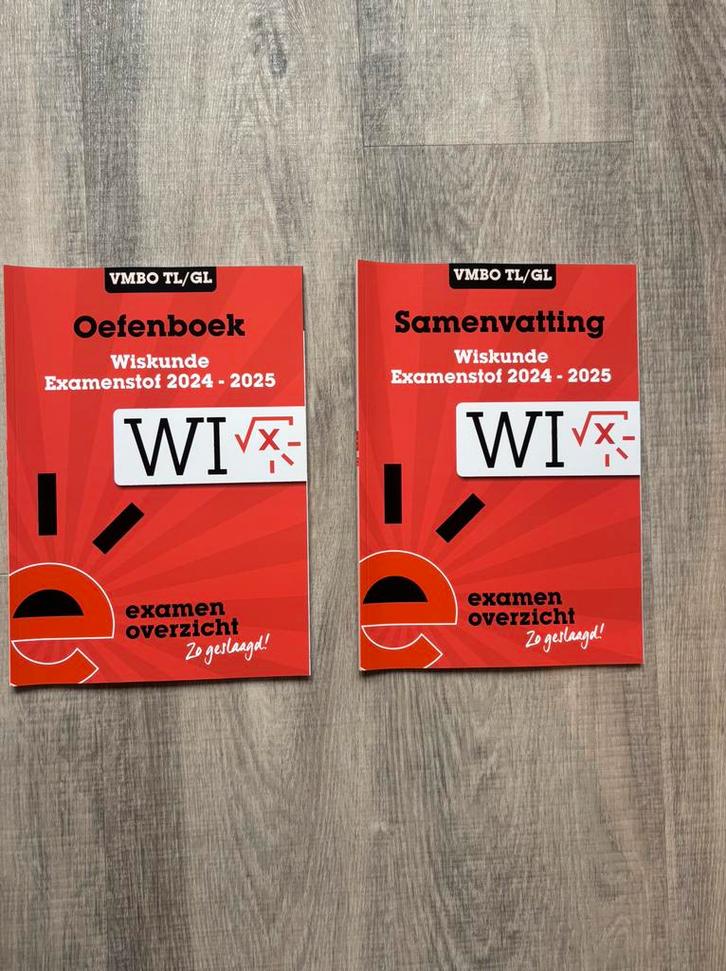 VMBO TL/GL
Oefenboek
Wiskunde
Examenstof 2024 - 2025
WI √x
examen
overzicht
Zo geslaagd!
VMBO TL/GL
Samenvatting
Wiskunde
Examenstof 2024 - 2025
WI √x
examen
overzicht
Zo geslaagd!